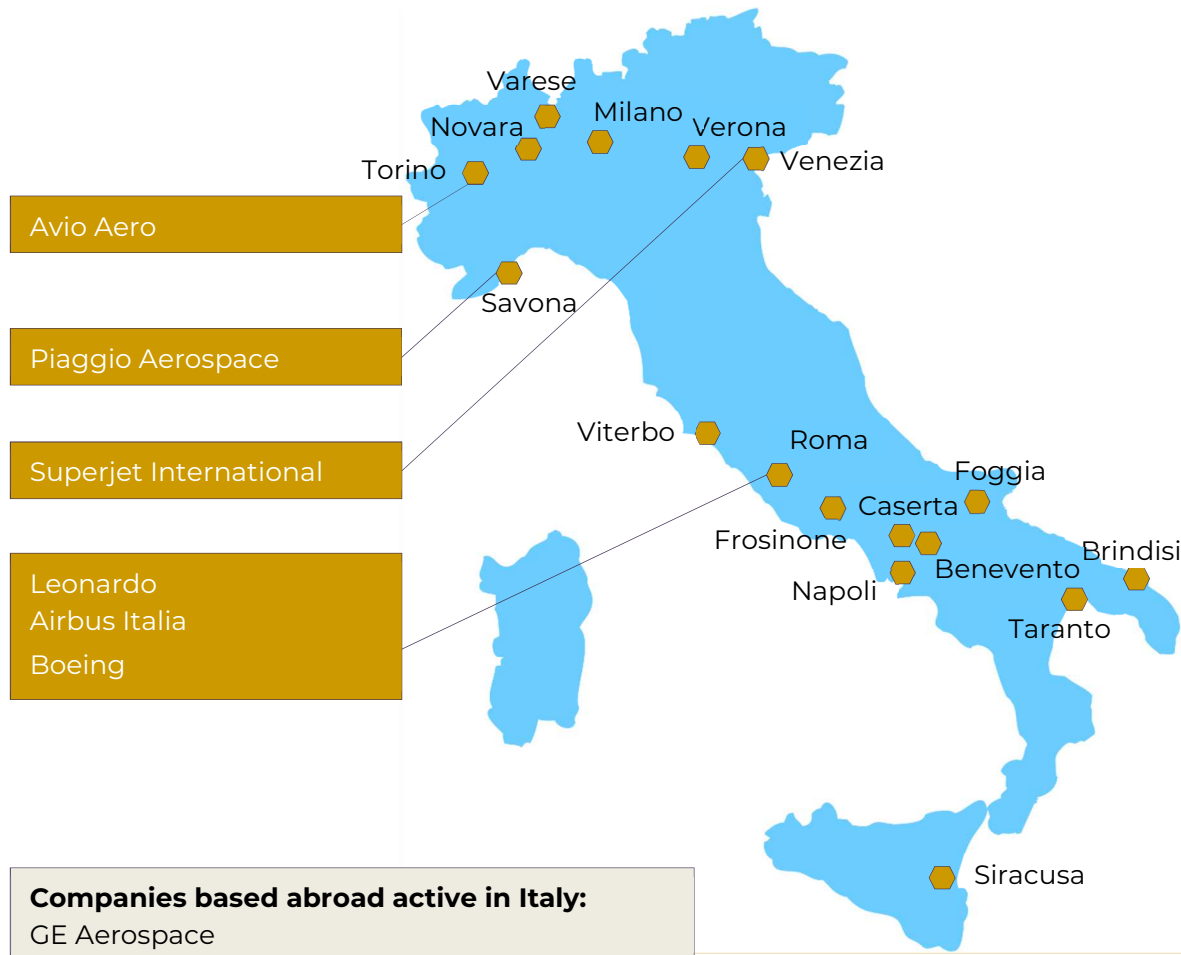 Varese
Milano
Novara
Verona
Torino
Venezia
Avio Aero
Savona
Piaggio Aerospace
Viterbo
Roma
Superjet International
Foggia
Caserta
Frosinone
Brindisi
Benevento
Napoli
Taranto
Leonardo
Airbus Italia
Boeing
Siracusa
Companies based abroad active in Italy:
GE Aerospace